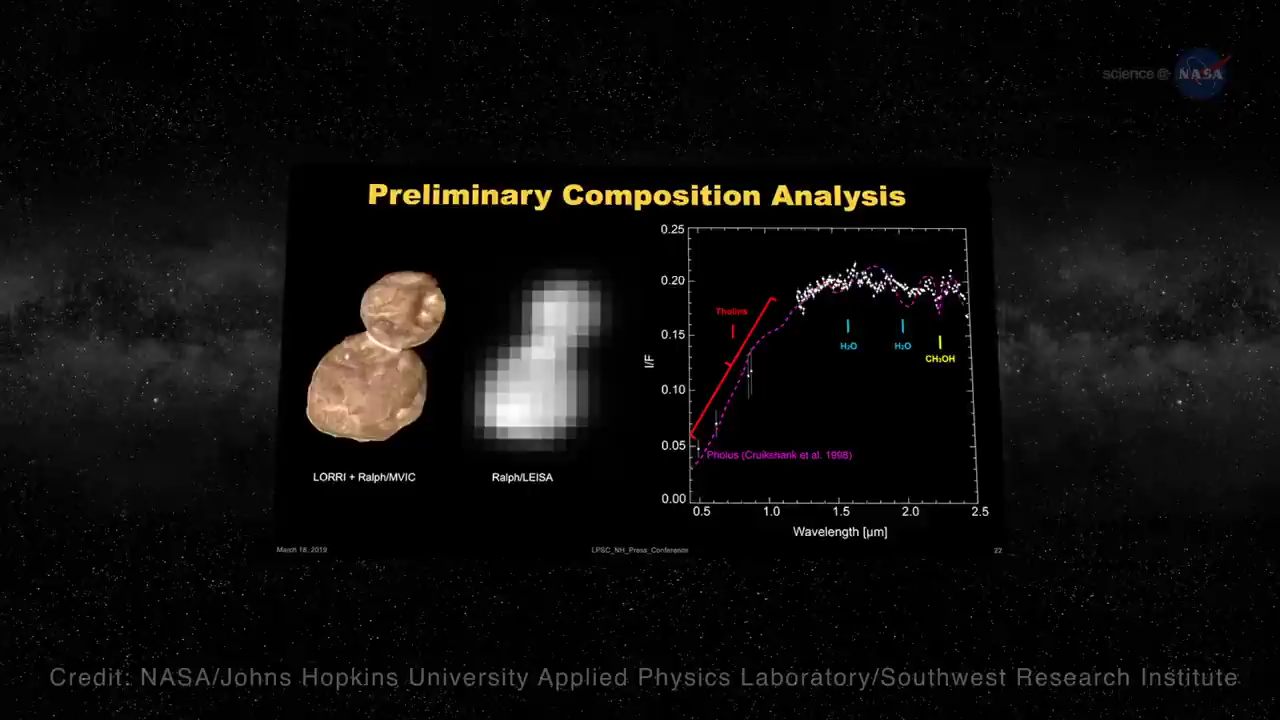 science@ NASA
Preliminary Composition Analysis
LORRI + Ralph/MVIC
Ralph/LEISA
0.25
0.20
0.15
0.10
0.05
0.00
I/F
Tholins
H₂O
H₂O
CH₃OH
Pholus (Cruikshank et al. 1998)
0.5 1.0 1.5 2.0 2.5
Wavelength [µm]
March 18, 2019
LPSC_NH_Press_Conference
22
Credit: NASA/Johns Hopkins University Applied Physics Laboratory/Southwest Research Institute